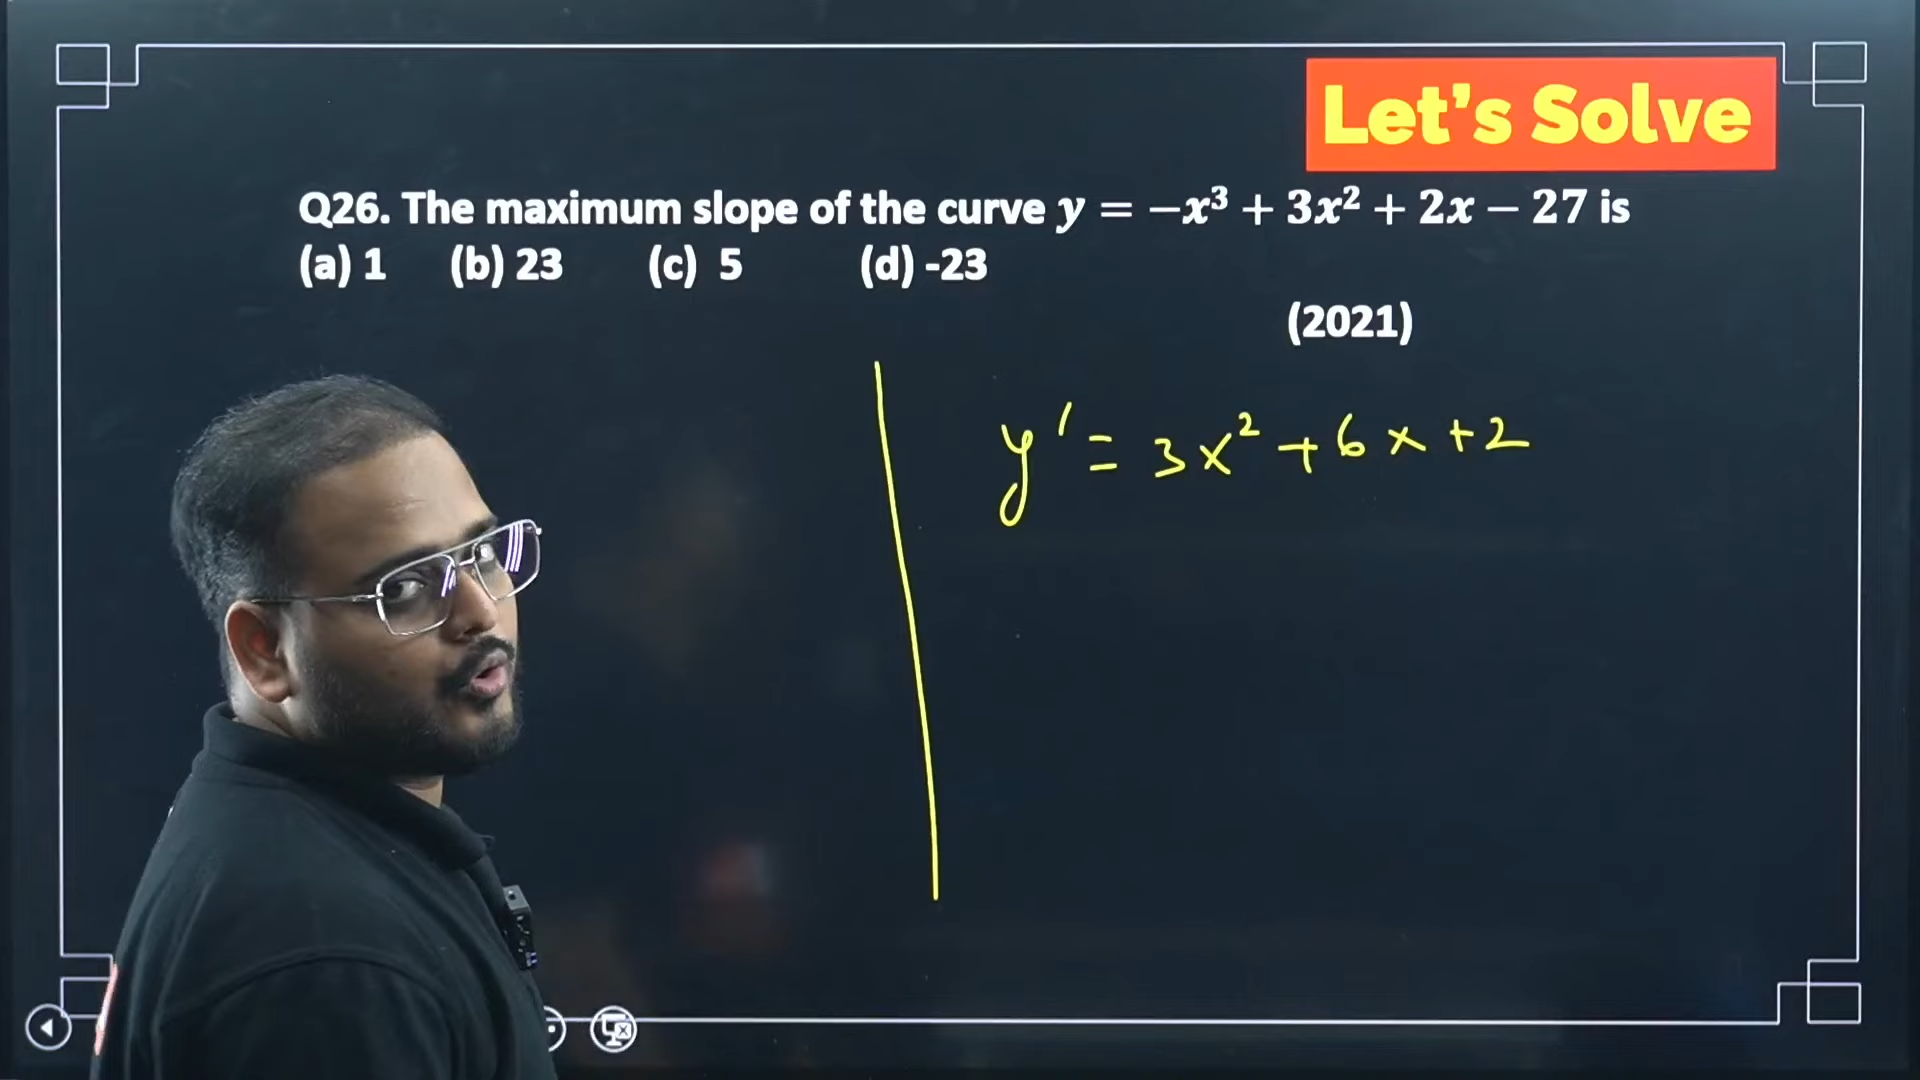 Let's Solve
Q26. The maximum slope of the curve y = −x³ + 3x² + 2x − 27 is
(a) 1 (b) 23 (c) 5 (d) -23
(2021)
y′ = 3x² + 6x + 2